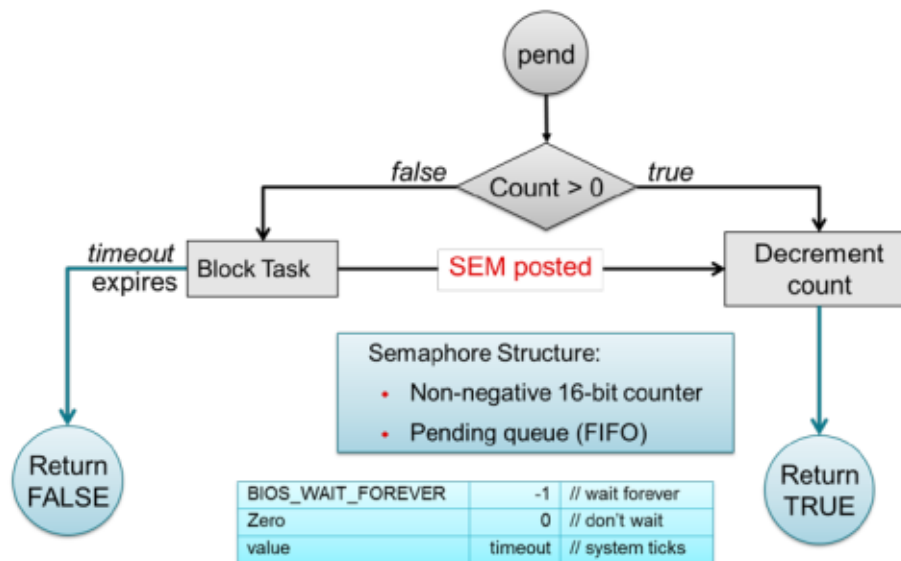 pend
false
Count > 0
true
timeout
expires
Block Task
SEM posted
Decrement
count
Semaphore Structure:
• Non-negative 16-bit counter
• Pending queue (FIFO)
Return
FALSE
Return
TRUE
BIOS_WAIT_FOREVER -1 // wait forever
Zero 0 // don't wait
value timeout // system ticks